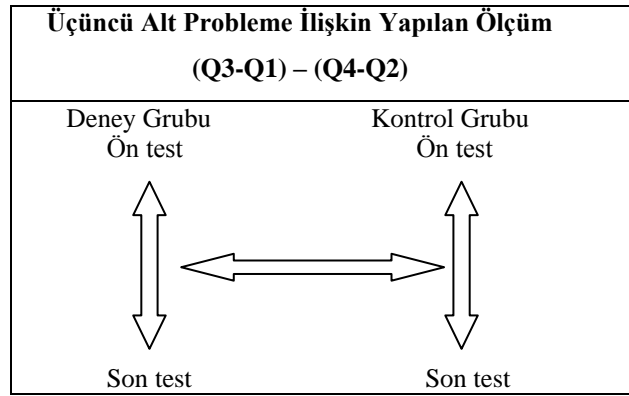 Üçüncü Alt Probleme İlişkin Yapılan Ölçüm
(Q3-Q1) – (Q4-Q2)
Deney Grubu Kontrol Grubu
Ön test Ön test
Son test Son test